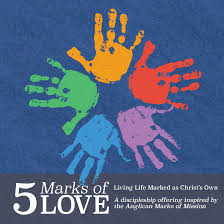 5 Marks of
LOVE
Living Life Marked as Christ's Own
A discipleship offering inspired by
the Anglican Marks of Mission